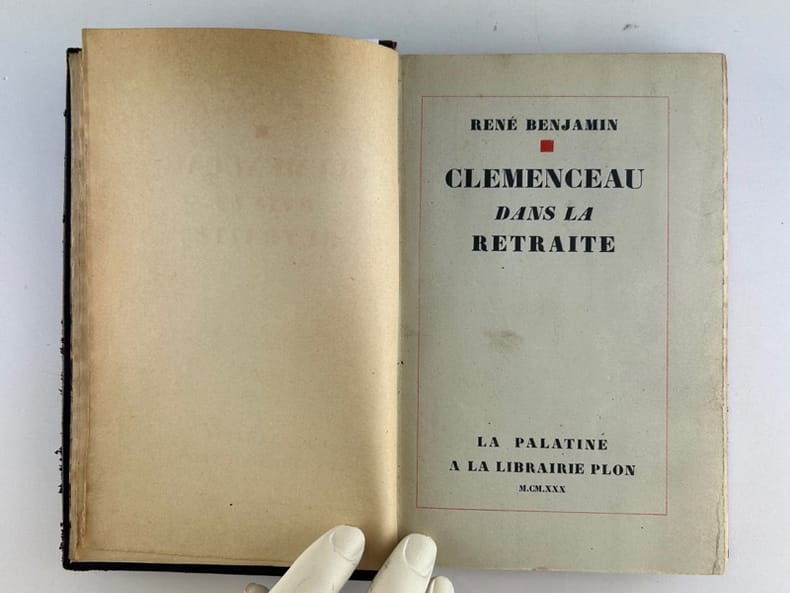 RENÉ BENJAMIN
CLEMENCEAU
DANS LA
RETRAITE
LA PALATINE
A LA LIBRAIRIE PLON
M.CM.XXX